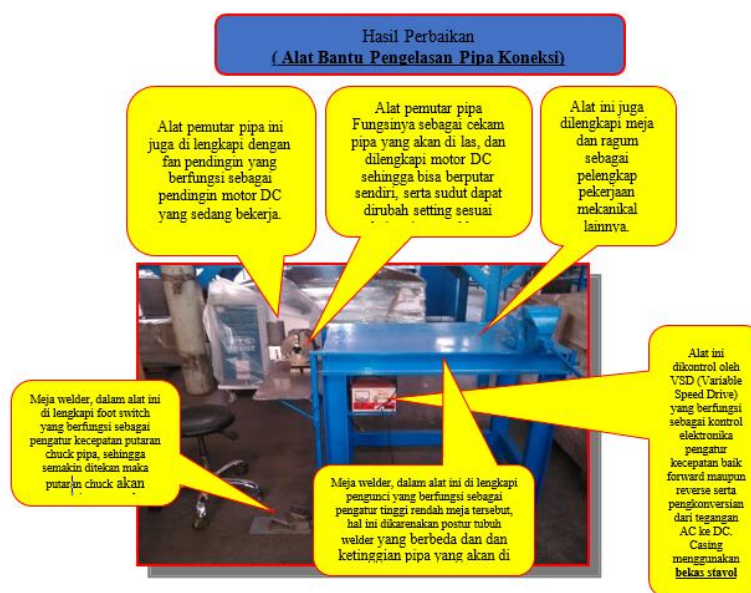 Hasil Perbaikan
( Alat Bantu Pengelasan Pipa Koneksi)
Alat pemutar pipa ini
juga di lengkapi dengan
fan pendingin yang
berfungsi sebagai
pendingin motor DC
yang sedang bekerja.
Alat pemutar pipa
Fungsinya sebagai cekam
pipa yang akan di las, dan
dilengkapi motor DC
sehingga bisa berputar
sendiri, serta sudut dapat
dirubah setting sesuai
Alat ini juga
dilengkapi meja
dan ragum
sebagai
pelengkap
pekerjaan
mekanikal
lainnya.
Meja welder, dalam alat ini
di lengkapi foot switch
yang berfungsi sebagai
pengatur kecepatan putaran
chuck pipa, sehingga
semakin ditekan maka
putaran chuck akan
Meja welder, dalam alat ini di lengkapi
pengunci yang berfungsi sebagai
pengatur tinggi rendah meja tersebut,
hal ini dikarenakan postur tubuh
welder yang berbeda dan dan
ketinggian pipa yang akan di
Alat ini
dikontrol oleh
VSD (Variable
Speed Drive)
yang berfungsi
sebagai kontrol
elektronika
pengatur
kecepatan baik
forward maupun
reverse serta
pengkonversian
dari tegangan
AC ke DC.
Casing
menggunakan
bekas stavol